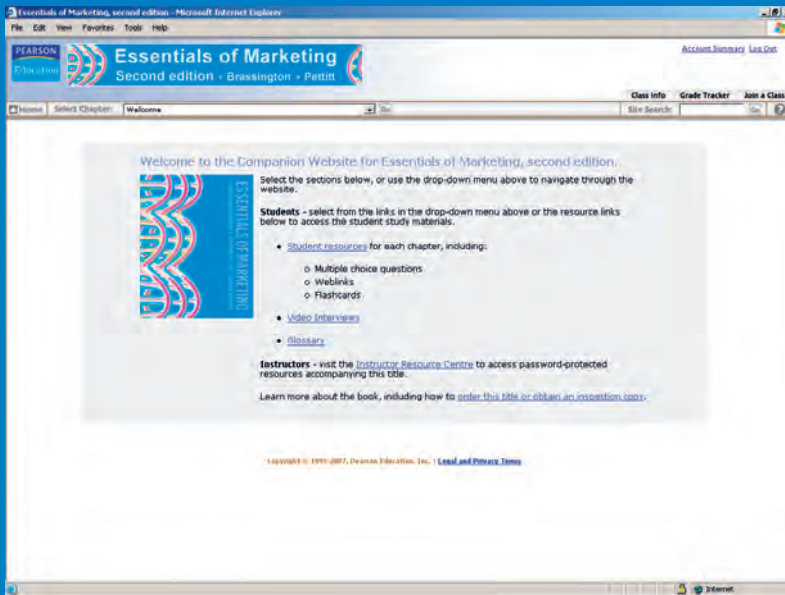 Essentials of Marketing, second edition - Microsoft Internet Explorer
File Edit View Favorites Tools Help
PEARSON
Education
Essentials of Marketing
Second edition • Brassington • Pettitt
Account Summary Log Out
Class Info Grade Tracker Join a Class
Home Select Chapter: Welcome Go Site Search: Go ?
Welcome to the Companion Website for Essentials of Marketing, second edition.
ESSENTIALS OF MARKETING
Select the sections below, or use the drop-down menu above to navigate through the
website.
Students - select from the links in the drop-down menu above or the resource links
below to access the student study materials.
• Student resources for each chapter, including:
o Multiple choice questions
o Weblinks
o Flashcards
• Video Interviews
• Glossary
Instructors - visit the Instructor Resource Centre to access password-protected
resources accompanying this title.
Learn more about the book, including how to order this title or obtain an inspection copy.
Copyright © 1995-2007, Pearson Education, Inc. | Legal and Privacy Terms
Internet